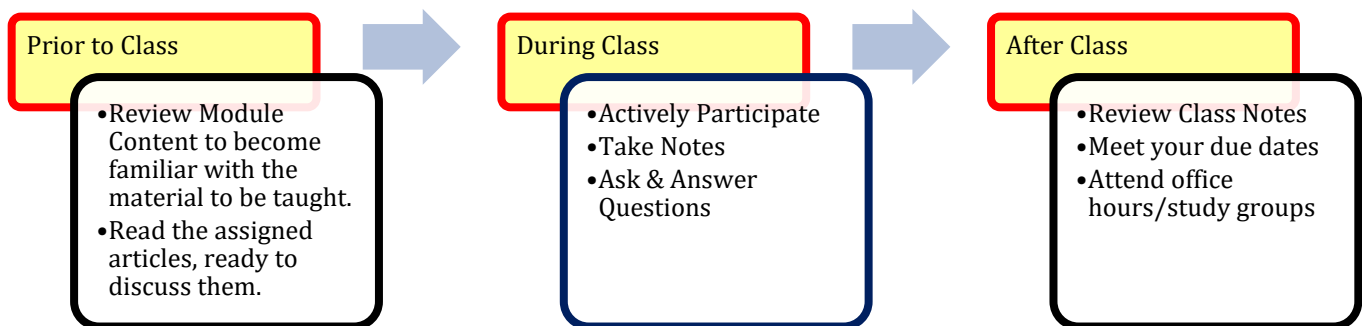 Prior to Class
•Review Module
Content to become
familiar with the
material to be taught.
•Read the assigned
articles, ready to
discuss them.
During Class
•Actively Participate
•Take Notes
•Ask & Answer
Questions
After Class
•Review Class Notes
•Meet your due dates
•Attend office
hours/study groups